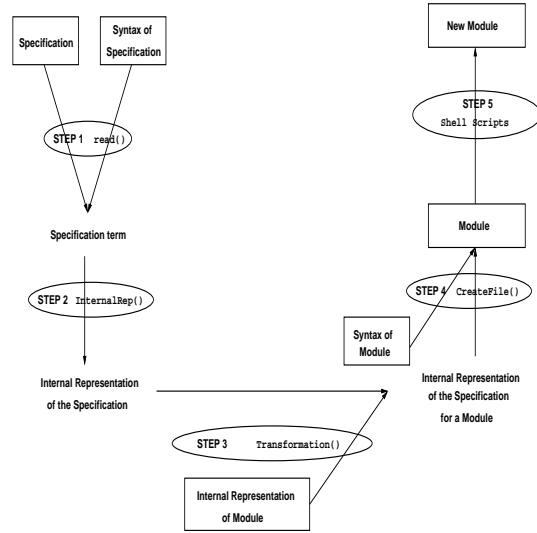 Specification
Syntax of
Specification
New Module
STEP 1 read()
STEP 5
Shell Scripts
Specification term
Module
STEP 2 InternalRep()
STEP 4 CreateFile()
Syntax of
Module
Internal Representation
of the Specification
Internal Representation
of the Specification
for a Module
STEP 3 Transformation()
Internal Representation
of Module